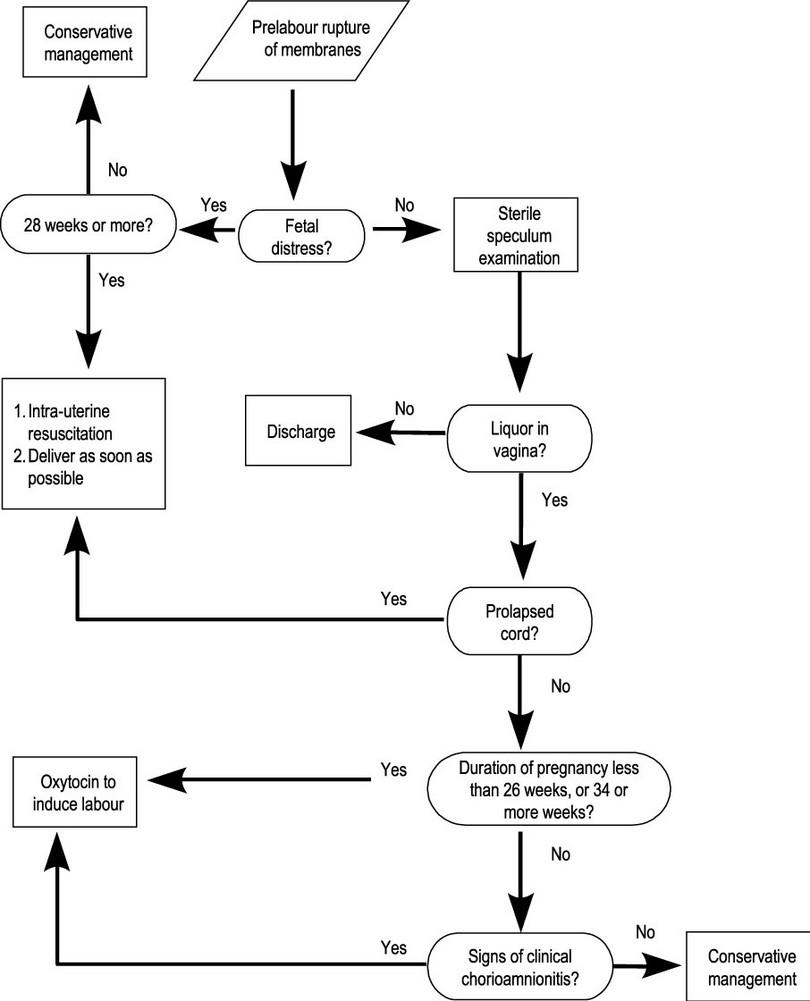 Conservative
management
Prelabour rupture
of membranes
No
Yes
No
28 weeks or more?
Fetal
distress?
Sterile
speculum
examination
Yes
1. Intra-uterine
resuscitation
2. Deliver as soon as
possible
Discharge
No
Liquor in
vagina?
Yes
Yes
Prolapsed
cord?
No
Oxytocin to
induce labour
Yes
Duration of pregnancy less
than 26 weeks, or 34 or
more weeks?
No
Yes
Signs of clinical
chorioamnionitis?
No
Conservative
management